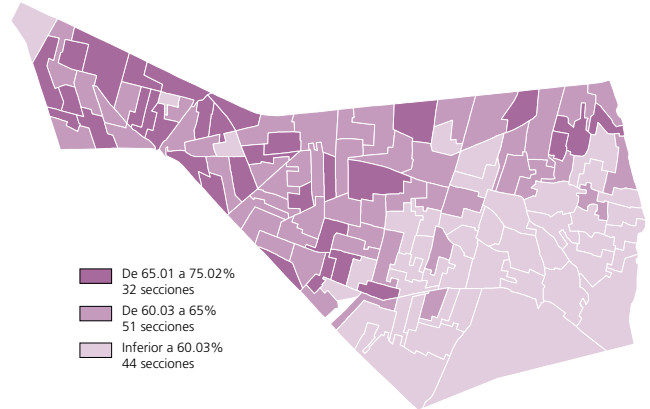 De 65.01 a 75.02%
32 secciones
De 60.03 a 65%
51 secciones
Inferior a 60.03%
44 secciones